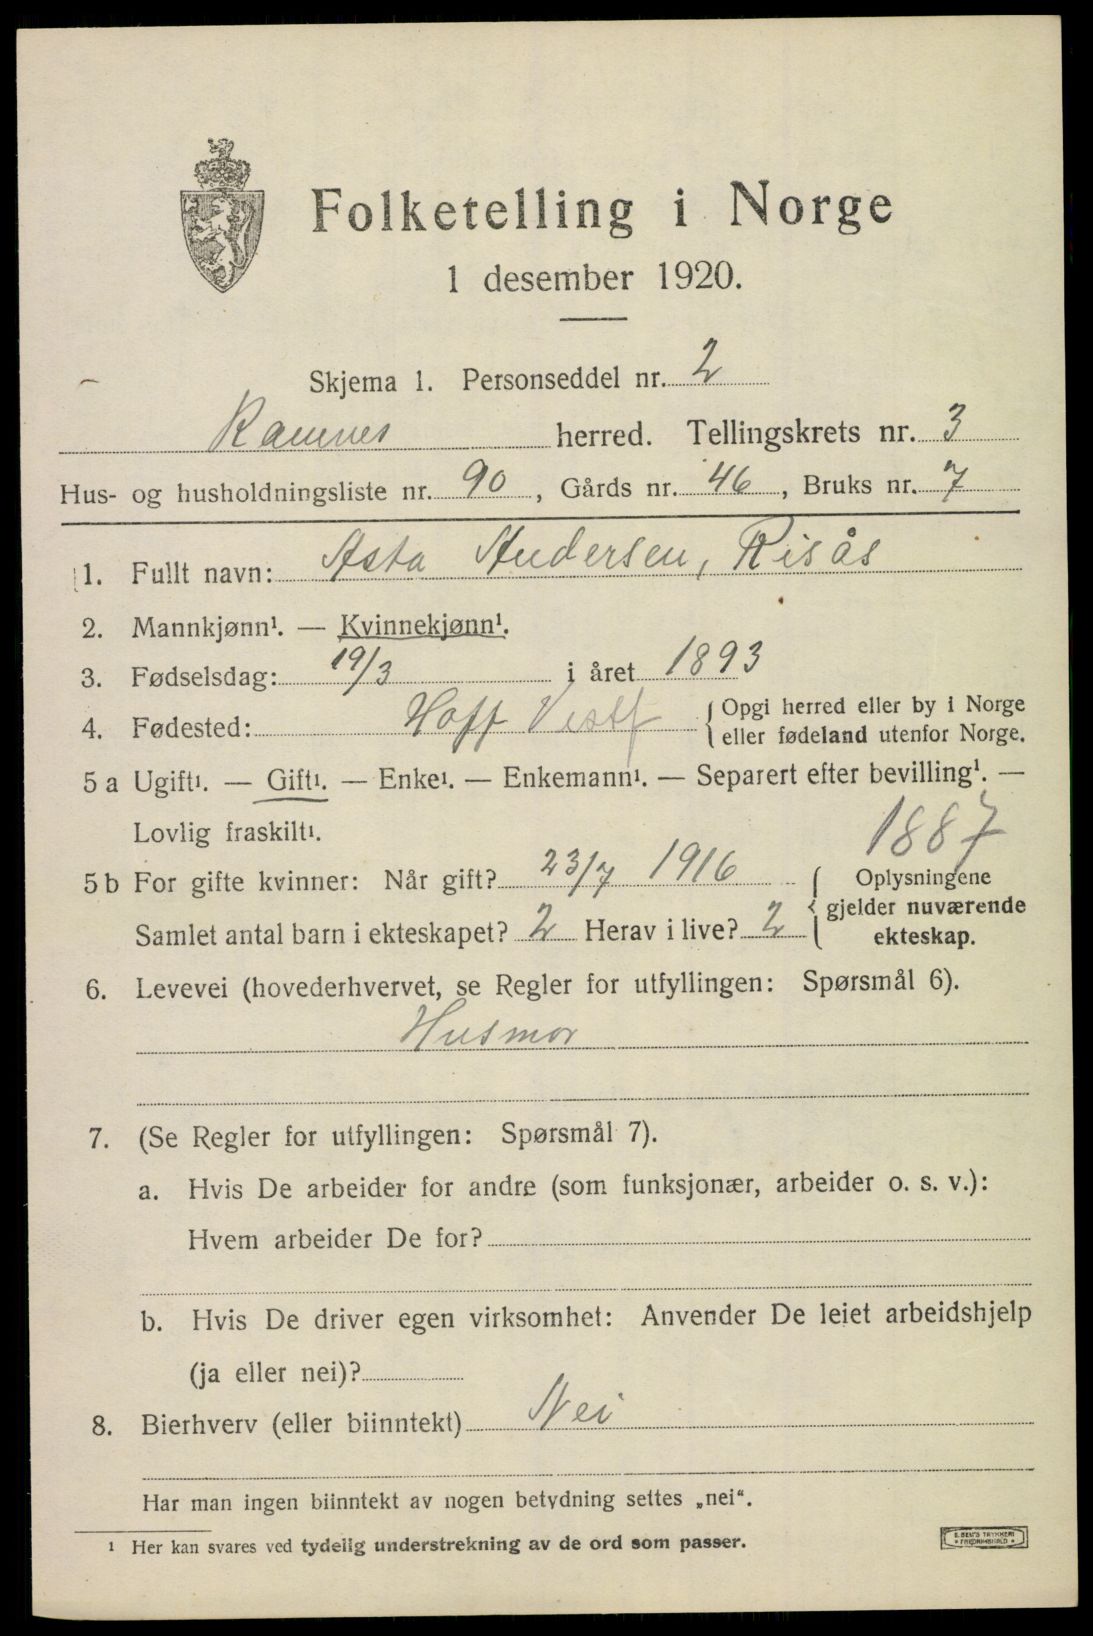 Folketelling i Norge
1 desember 1920.
Skjema 1. Personseddel nr. 2
Ramnes herred. Tellingskrets nr. 3
Hus- og husholdningsliste nr. 90, Gårds nr. 46, Bruks nr. 7
1. Fullt navn: Asta Andersen, Risås
2. Mannkjønn¹. — Kvinnekjønn¹.
3. Fødselsdag: 19/3 i året 1893
4. Fødested: Hoff Vestf { Opgi herred eller by i Norge
eller fødeland utenfor Norge.
5 a Ugift¹. — Gift¹. — Enke¹. — Enkemann¹. — Separert efter bevilling¹. —
Lovlig fraskilt¹.
1887
5 b For gifte kvinner: Når gift? 23/7 1916
Samlet antal barn i ekteskapet? 2 Herav i live? 2
{ Oplysningene
gjelder nuværende
ekteskap.
6. Levevei (hovederhvervet, se Regler for utfyllingen: Spørsmål 6).
Husmor
7. (Se Regler for utfyllingen: Spørsmål 7).
a. Hvis De arbeider for andre (som funksjonær, arbeider o. s. v.):
Hvem arbeider De for?
b. Hvis De driver egen virksomhet: Anvender De leiet arbeidshjelp
(ja eller nei)?
8. Bierhverv (eller biinntekt) Nei
Har man ingen biinntekt av nogen betydning settes „nei“.
¹ Her kan svares ved tydelig understrekning av de ord som passer.
E. SEM'S TRYKKERI
• FREDRIKSHALD •